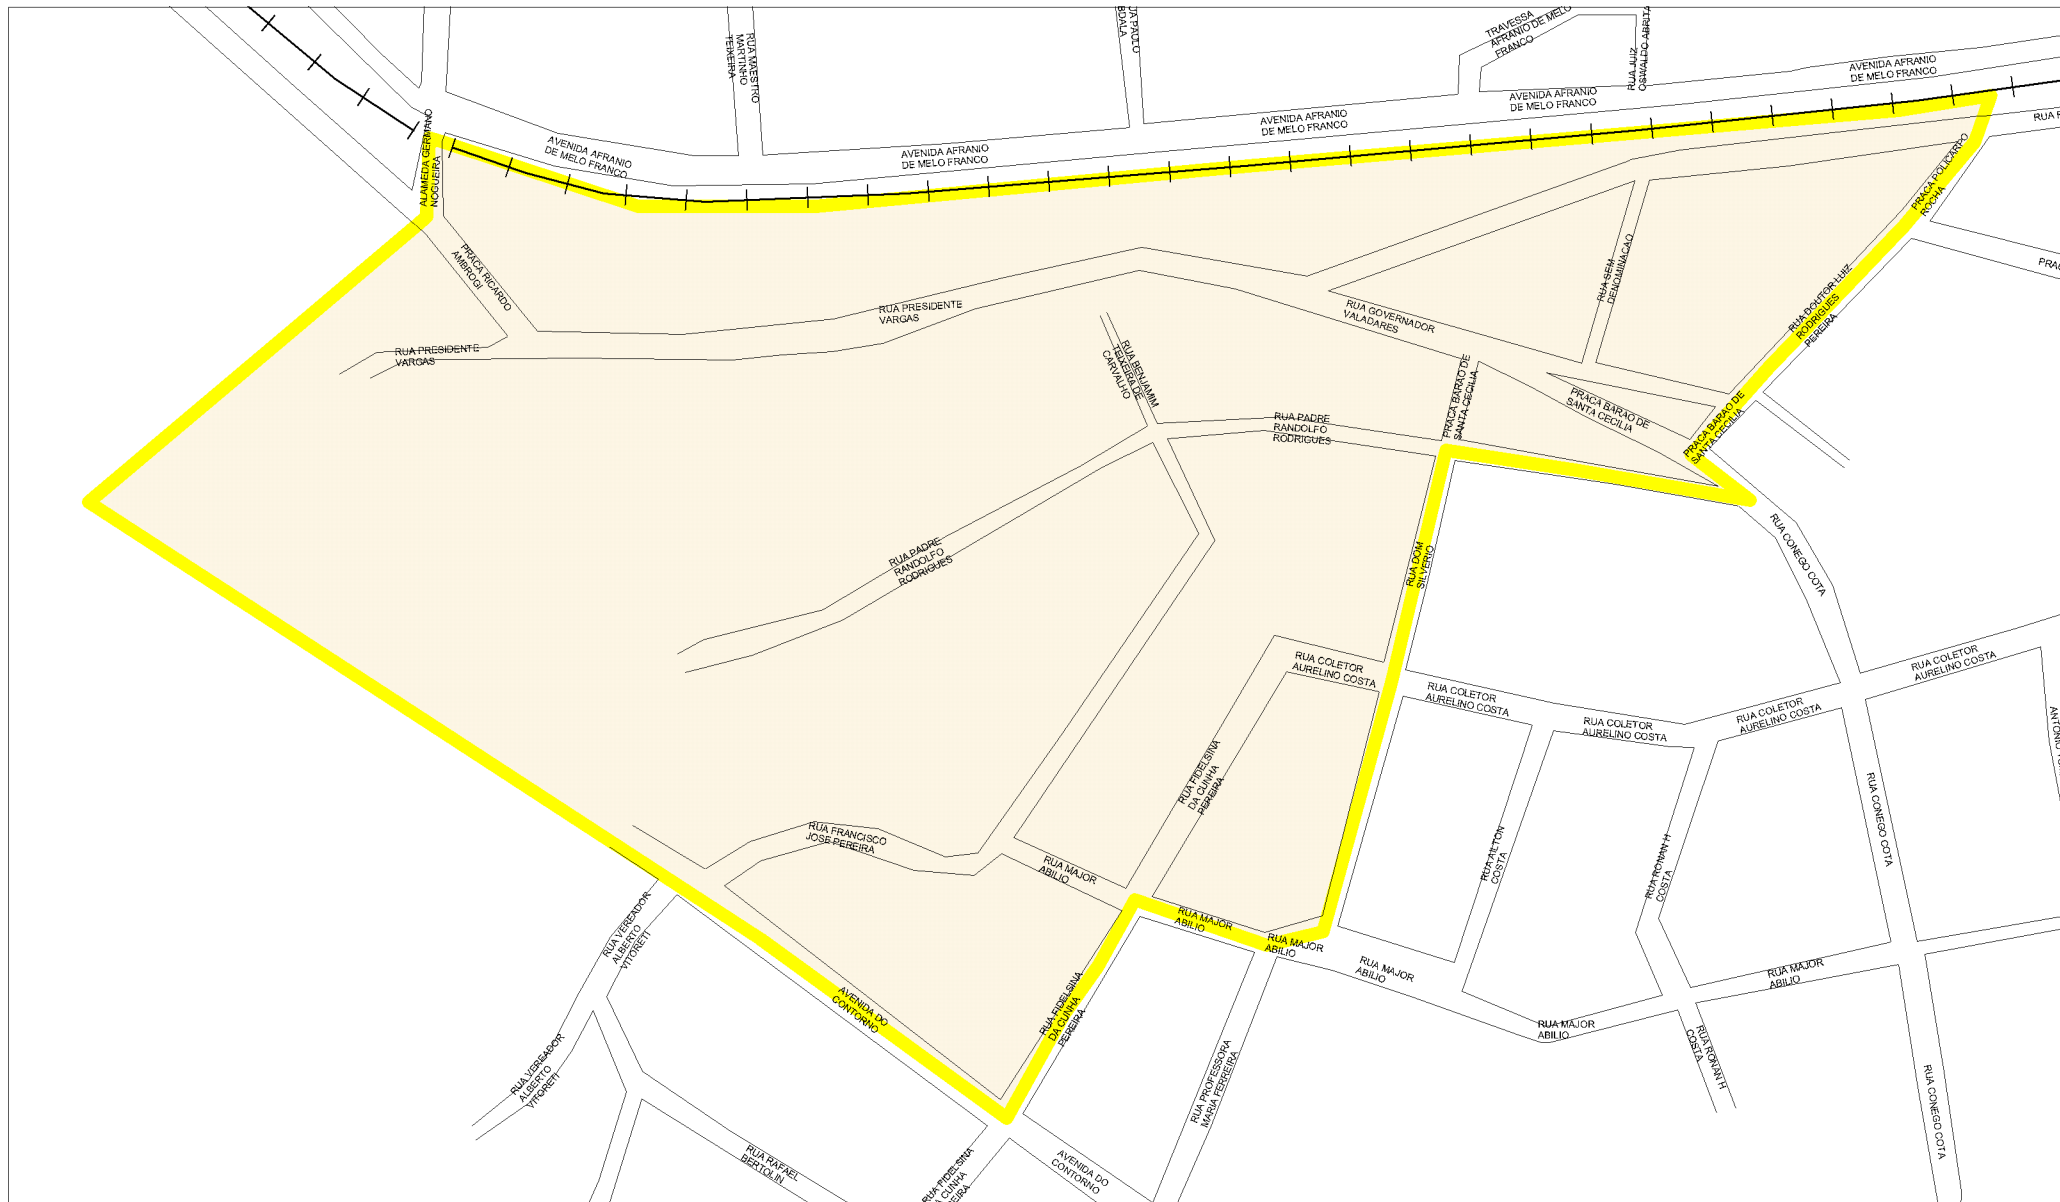 TRAVESSA
AFRANIO DE MELO
FRANCO
RUA JUIZ
OSWALDO ABRITA
RUA MAESTRO
MARTINHO
TEIXEIRA
RUA PAULO
AVENIDA AFRANIO
DE MELO FRANCO
AVENIDA AFRANIO
DE MELO FRANCO
AVENIDA AFRANIO
DE MELO FRANCO
AVENIDA AFRANIO
DE MELO FRANCO
AVENIDA AFRANIO
DE MELO FRANCO
ALAMEDA GERMANO
NOGUEIRA
PRACA RICARDO
AMBROGI
PRACA POLICARPO
ROCHA
RUA SEM
DENOMINACAO
RUA DOUTOR LUIZ
RODRIGUES
PEREIRA
RUA PRESIDENTE
VARGAS
RUA PRESIDENTE
VARGAS
RUA GOVERNADOR
VALADARES
RUA BENJAMIM
TEIXEIRA DE
CARVALHO
PRACA BARAO DE
SANTA CECILIA
PRACA BARAO DE
SANTA CECILIA
PRACA BARAO DE
SANTA CECILIA
RUA PADRE
RANDOLFO
RODRIGUES
RUA PADRE
RANDOLFO
RODRIGUES
RUA DOM
SILVERIO
RUA CONEGO COTA
RUA COLETOR
AURELINO COSTA
RUA COLETOR
AURELINO COSTA
RUA COLETOR
AURELINO COSTA
RUA COLETOR
AURELINO COSTA
RUA COLETOR
AURELINO COSTA
RUA FIDELSINA
DA CUNHA
PEREIRA
RUA CONEGO COTA
RUA FRANCISCO
JOSE PEREIRA
RUA MAJOR
ABILIO
RUA AILTON
COSTA
RUA RONAN H
COSTA
RUA VEREADOR
ALBERTO
VITORETI
RUA MAJOR
ABILIO
RUA MAJOR
ABILIO
RUA MAJOR
ABILIO
RUA MAJOR
ABILIO
AVENIDA DO
CONTORNO
RUA FIDELSINA
DA CUNHA
PEREIRA
RUA MAJOR
ABILIO
RUA VEREADOR
ALBERTO
VITORETI
RUA PROFESSORA
MARIA FERREIRA
RUA RONAN H
COSTA
RUA CONEGO COTA
RUA RAFAEL
BERTOLIN
AVENIDA DO
CONTORNO
RUA FIDELSINA
CUNHA